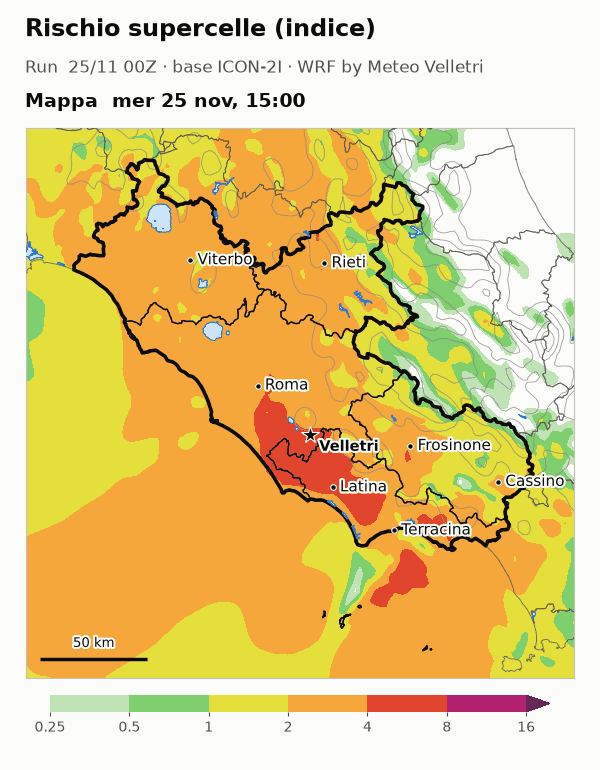 Rischio supercelle (indice)
Run 25/11 00Z · base ICON-2I · WRF by Meteo Velletri
Mappa mer 25 nov, 15:00
Viterbo
Rieti
Roma
Velletri
Frosinone
Latina
Cassino
Terracina
50 km
0.25 0.5 1 2 4 8 16